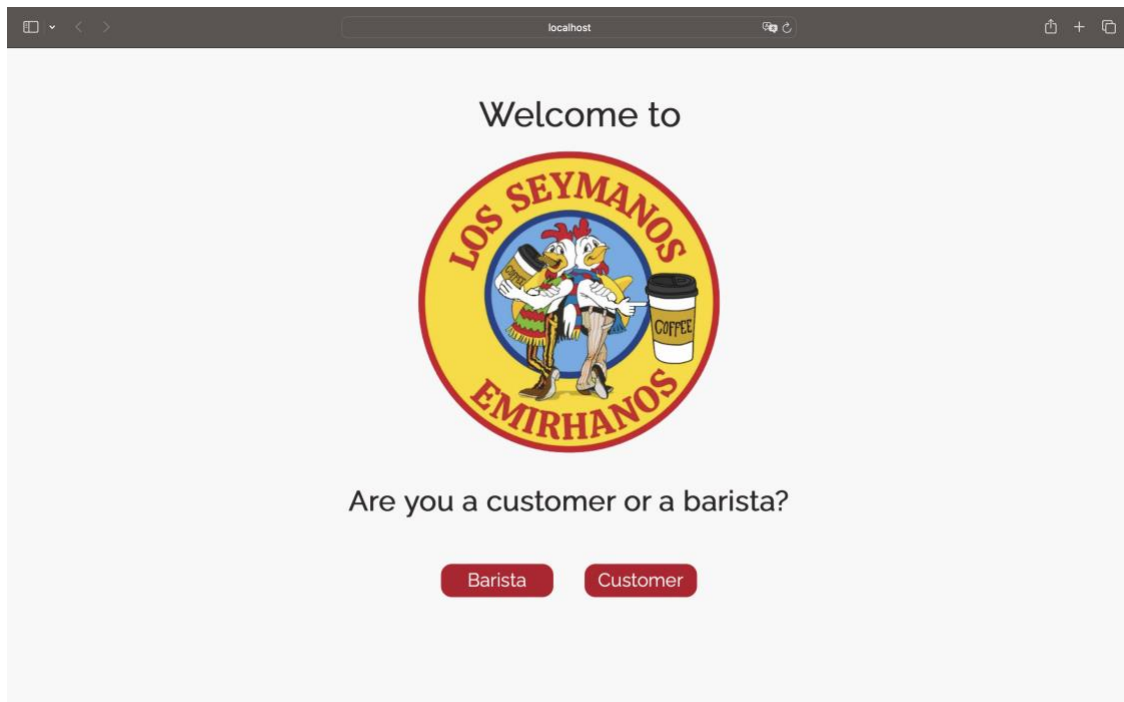 localhost
Welcome to
LOS SEYMANOS
COFFEE
COFFEE
EMIRHANOS
Are you a customer or a barista?
Barista
Customer